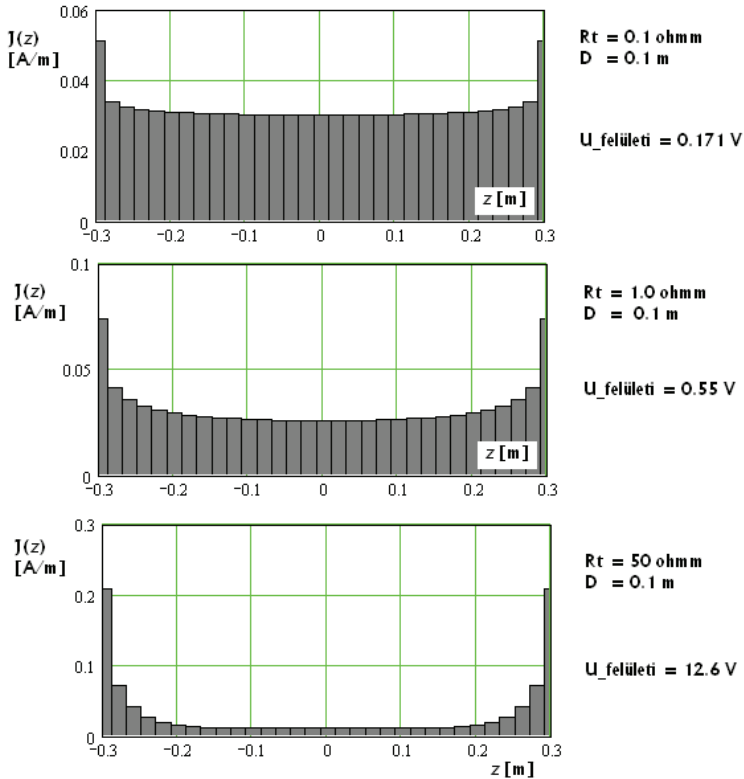 0.06
J(z)
[A/m]
0.04
0.02
0
−0.3 −0.2 −0.1 0 0.1 0.2 0.3
z [m]
Rt = 0.1 ohmm
D = 0.1 m
U_felületi = 0.171 V
0.1
J(z)
[A/m]
0.05
0
−0.3 −0.2 −0.1 0 0.1 0.2 0.3
z [m]
Rt = 1.0 ohmm
D = 0.1 m
U_felületi = 0.55 V
0.3
J(z)
[A/m]
0.2
0.1
0
−0.3 −0.2 −0.1 0 0.1 0.2 0.3
z [m]
Rt = 50 ohmm
D = 0.1 m
U_felületi = 12.6 V